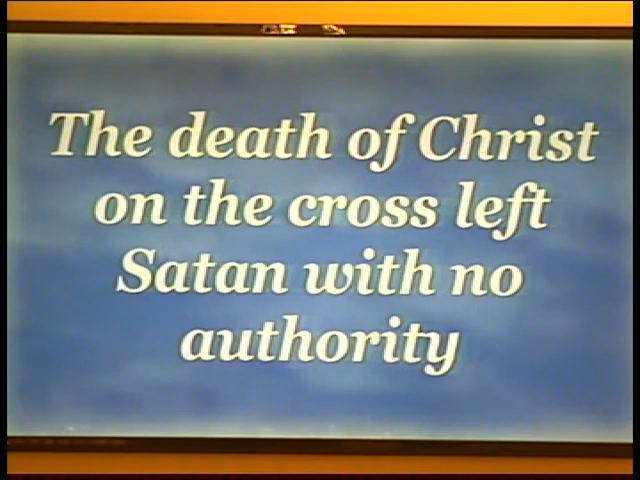 The death of Christ
on the cross left
Satan with no
authority